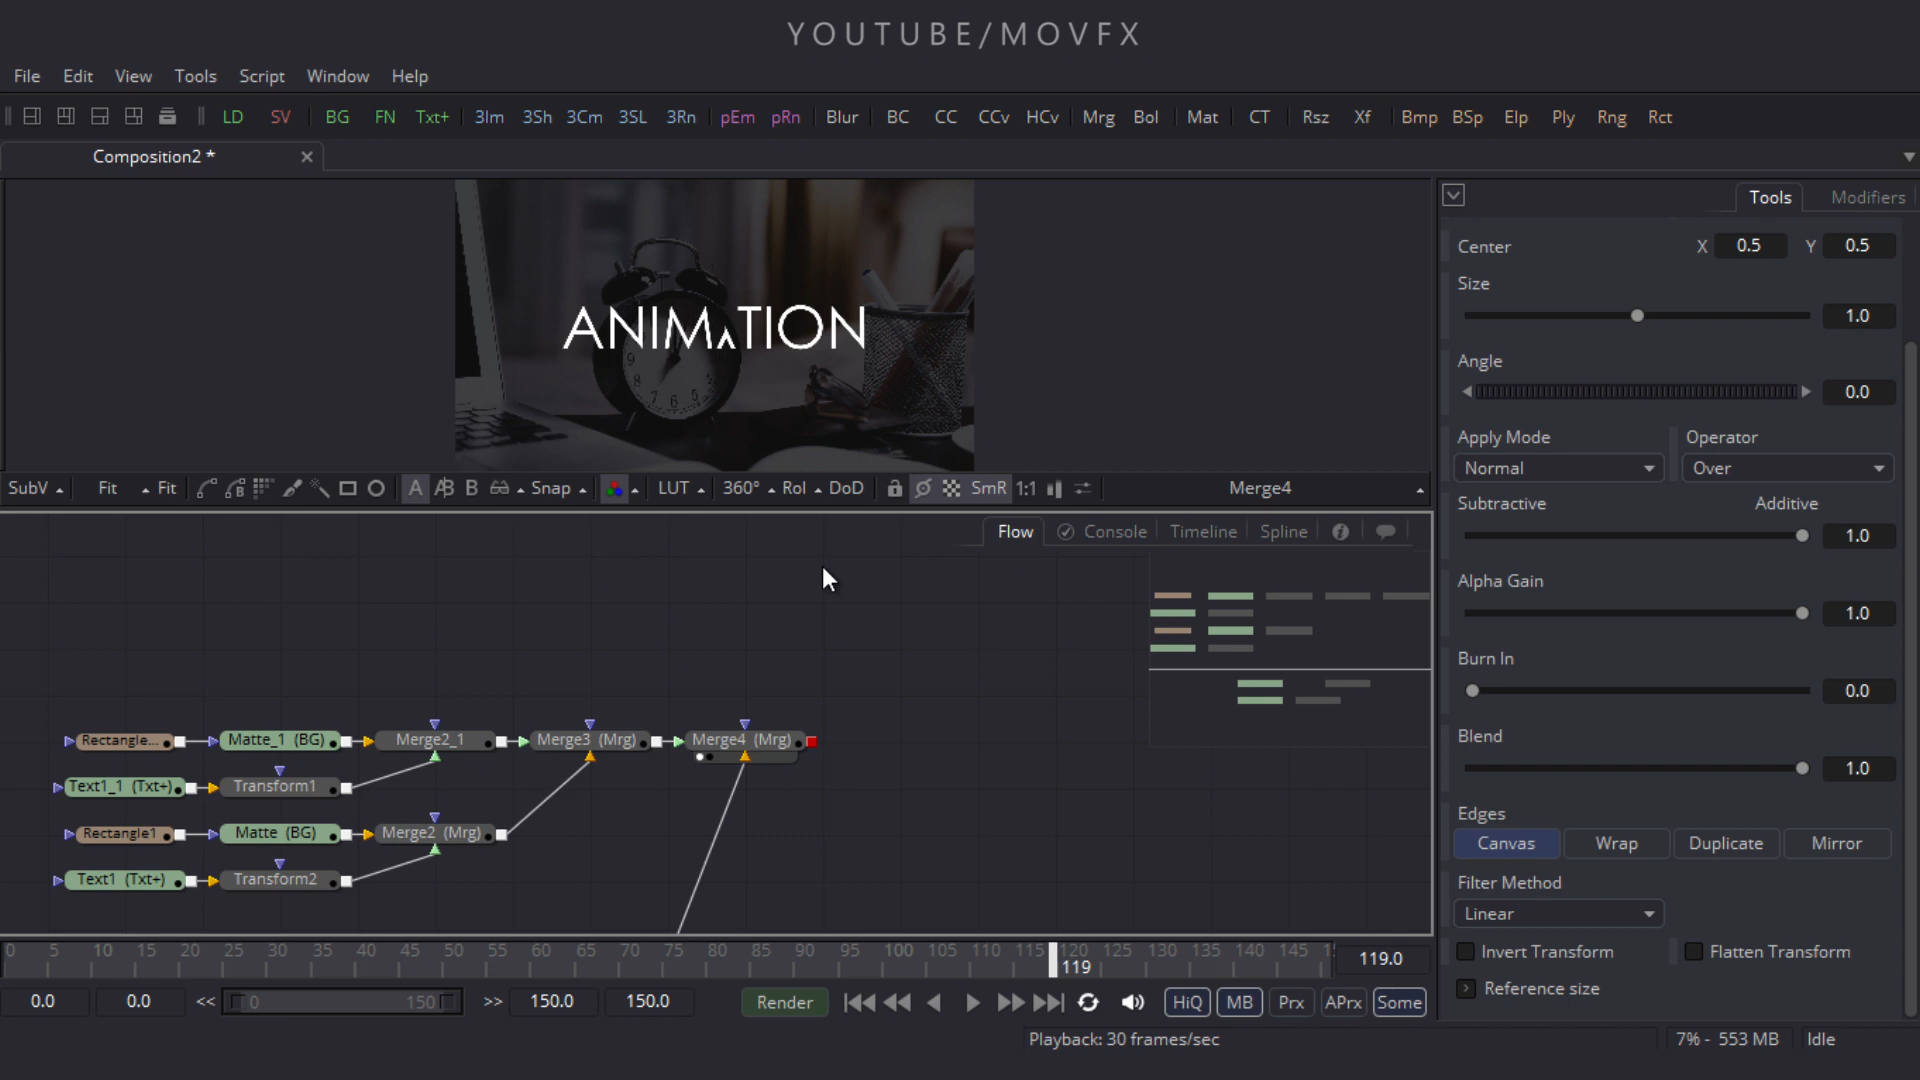 YOUTUBE/MOVFX
File Edit View Tools Script Window Help
LD SV BG FN Txt+ 3Im 3Sh 3Cm 3SL 3Rn pEm pRn Blur BC CC CCv HCv Mrg Bol Mat CT Rsz Xf Bmp BSp Elp Ply Rng Rct
Composition2 *
Tools Modifiers
Center X 0.5 Y 0.5
Size
1.0
Angle
0.0
Apply Mode Operator
Normal Over
Subtractive Additive
1.0
Alpha Gain
1.0
Burn In
0.0
Blend
1.0
Edges
Canvas Wrap Duplicate Mirror
Filter Method
Linear
Invert Transform Flatten Transform
Reference size
ANIMATION
9
8
7 6 5
SubV Fit Fit A B Snap LUT 360° RoI DoD SmR 1:1 Merge4
Flow Console Timeline Spline
Rectangle... Matte_1 (BG) Merge2_1 Merge3 (Mrg) Merge4 (Mrg)
Text1_1 (Txt+) Transform1
Rectangle1 Matte (BG) Merge2 (Mrg)
Text1 (Txt+) Transform2
0 5 10 15 20 25 30 35 40 45 50 55 60 65 70 75 80 85 90 95 100 105 110 115 120 125 130 135 140 145
119 119.0
0.0 0.0 << 0 150 >> 150.0 150.0 Render HiQ MB Prx APrx Some
Playback: 30 frames/sec 7% - 553 MB Idle